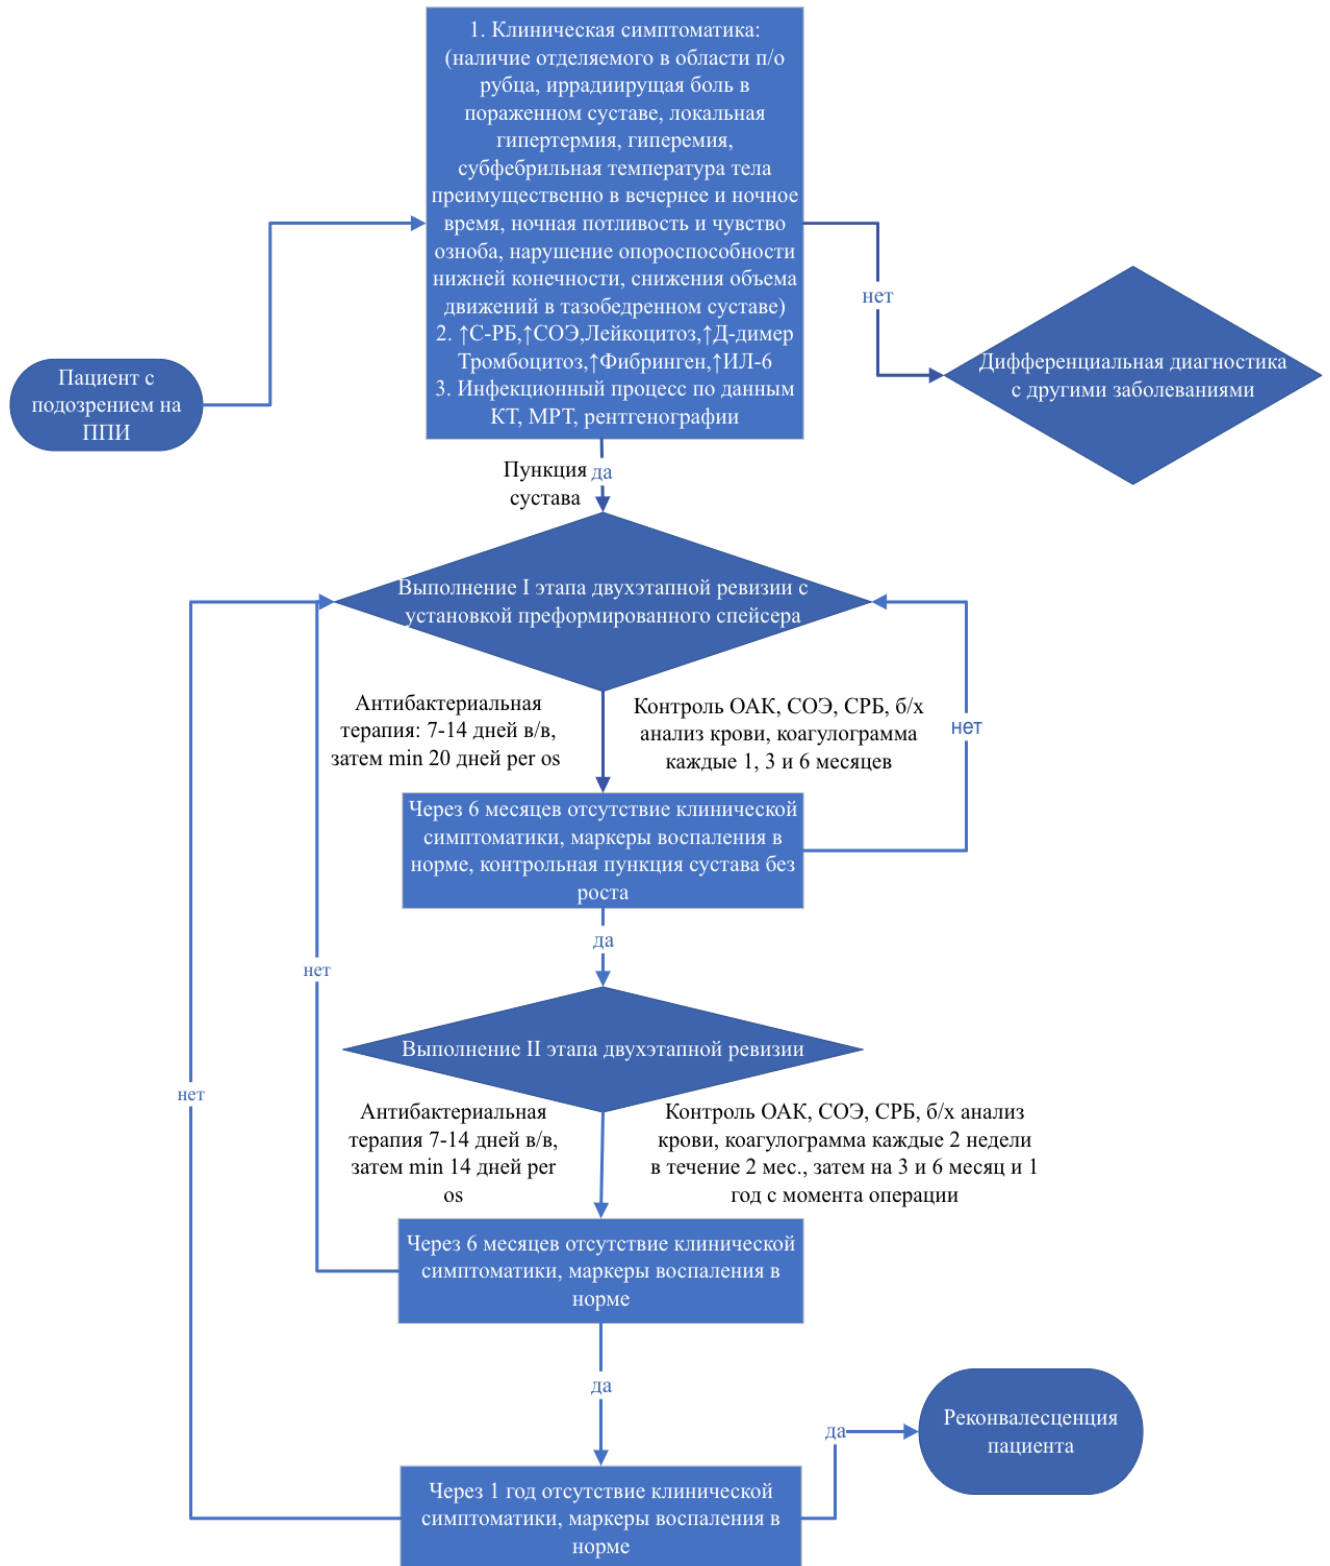 1. Клиническая симптоматика:
(наличие отделяемого в области п/о
рубца, иррадиирущая боль в
пораженном суставе, локальная
гипертермия, гиперемия,
субфебрильная температура тела
преимущественно в вечернее и ночное
время, ночная потливость и чувство
озноба, нарушение опороспособности
нижней конечности, снижения объема
движений в тазобедренном суставе)
2. ↑С-РБ,↑СОЭ,Лейкоцитоз,↑Д-димер
Тромбоцитоз,↑Фибринген,↑ИЛ-6
3. Инфекционный процесс по данным
КТ, МРТ, рентгенографии
Пациент с
подозрением на
ППИ
нет
Дифференциальная диагностика
с другими заболеваниями
Пункция
сустава
да
Выполнение I этапа двухэтапной ревизии с
установкой преформированного спейсера
Антибактериальная
терапия: 7-14 дней в/в,
затем min 20 дней per os
Контроль ОАК, СОЭ, СРБ, б/х
анализ крови, коагулограмма
каждые 1, 3 и 6 месяцев
нет
Через 6 месяцев отсутствие клинической
симптоматики, маркеры воспаления в
норме, контрольная пункция сустава без
роста
да
нет
Выполнение II этапа двухэтапной ревизии
нет
Антибактериальная
терапия 7-14 дней в/в,
затем min 14 дней per
os
Контроль ОАК, СОЭ, СРБ, б/х анализ
крови, коагулограмма каждые 2 недели
в течение 2 мес., затем на 3 и 6 месяц и 1
год с момента операции
Через 6 месяцев отсутствие клинической
симптоматики, маркеры воспаления в
норме
да
Через 1 год отсутствие клинической
симптоматики, маркеры воспаления в
норме
да
Реконвалесценция
пациента